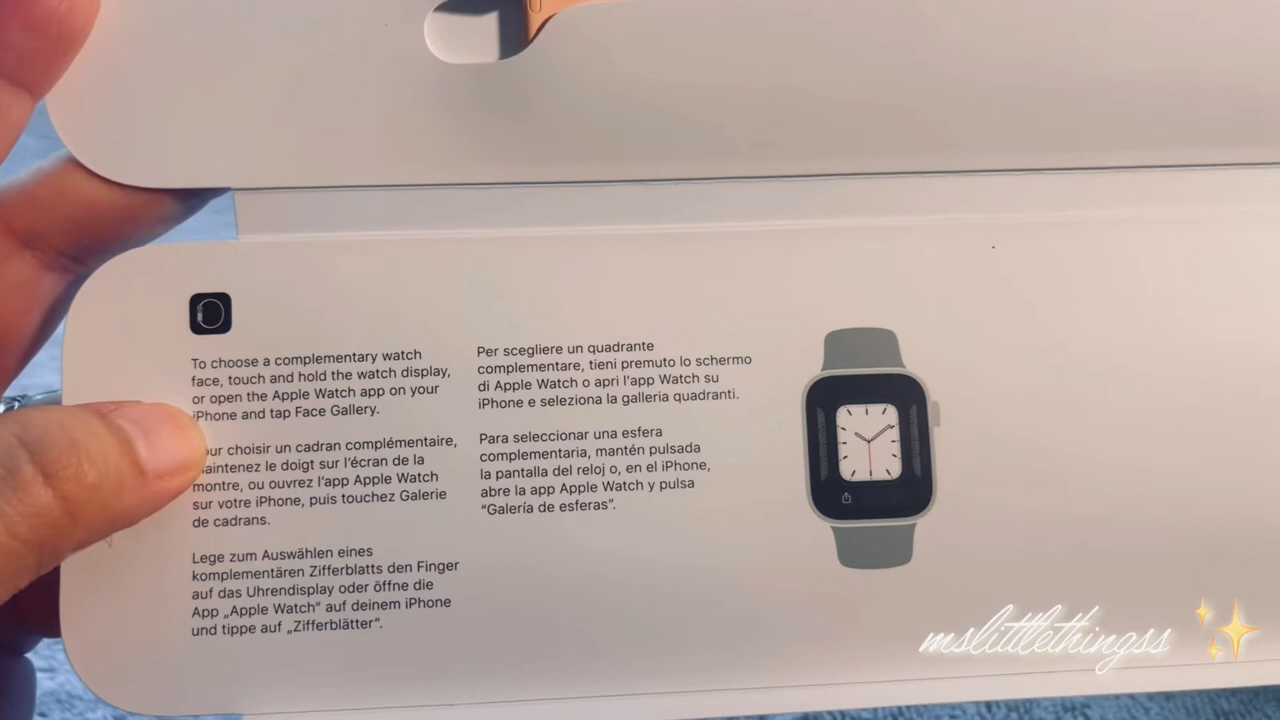 To choose a complementary watch
face, touch and hold the watch display,
or open the Apple Watch app on your
iPhone and tap Face Gallery.
Pour choisir un cadran complémentaire,
maintenez le doigt sur l'écran de la
montre, ou ouvrez l'app Apple Watch
sur votre iPhone, puis touchez Galerie
de cadrans.
Lege zum Auswählen eines
komplementären Zifferblatts den Finger
auf das Uhrendisplay oder öffne die
App „Apple Watch“ auf deinem iPhone
und tippe auf „Zifferblätter“.
Per scegliere un quadrante
complementare, tieni premuto lo schermo
di Apple Watch o apri l'app Watch su
iPhone e seleziona la galleria quadranti.
Para seleccionar una esfera
complementaria, mantén pulsada
la pantalla del reloj o, en el iPhone,
abre la app Apple Watch y pulsa
“Galería de esferas”.
mslittlethingss